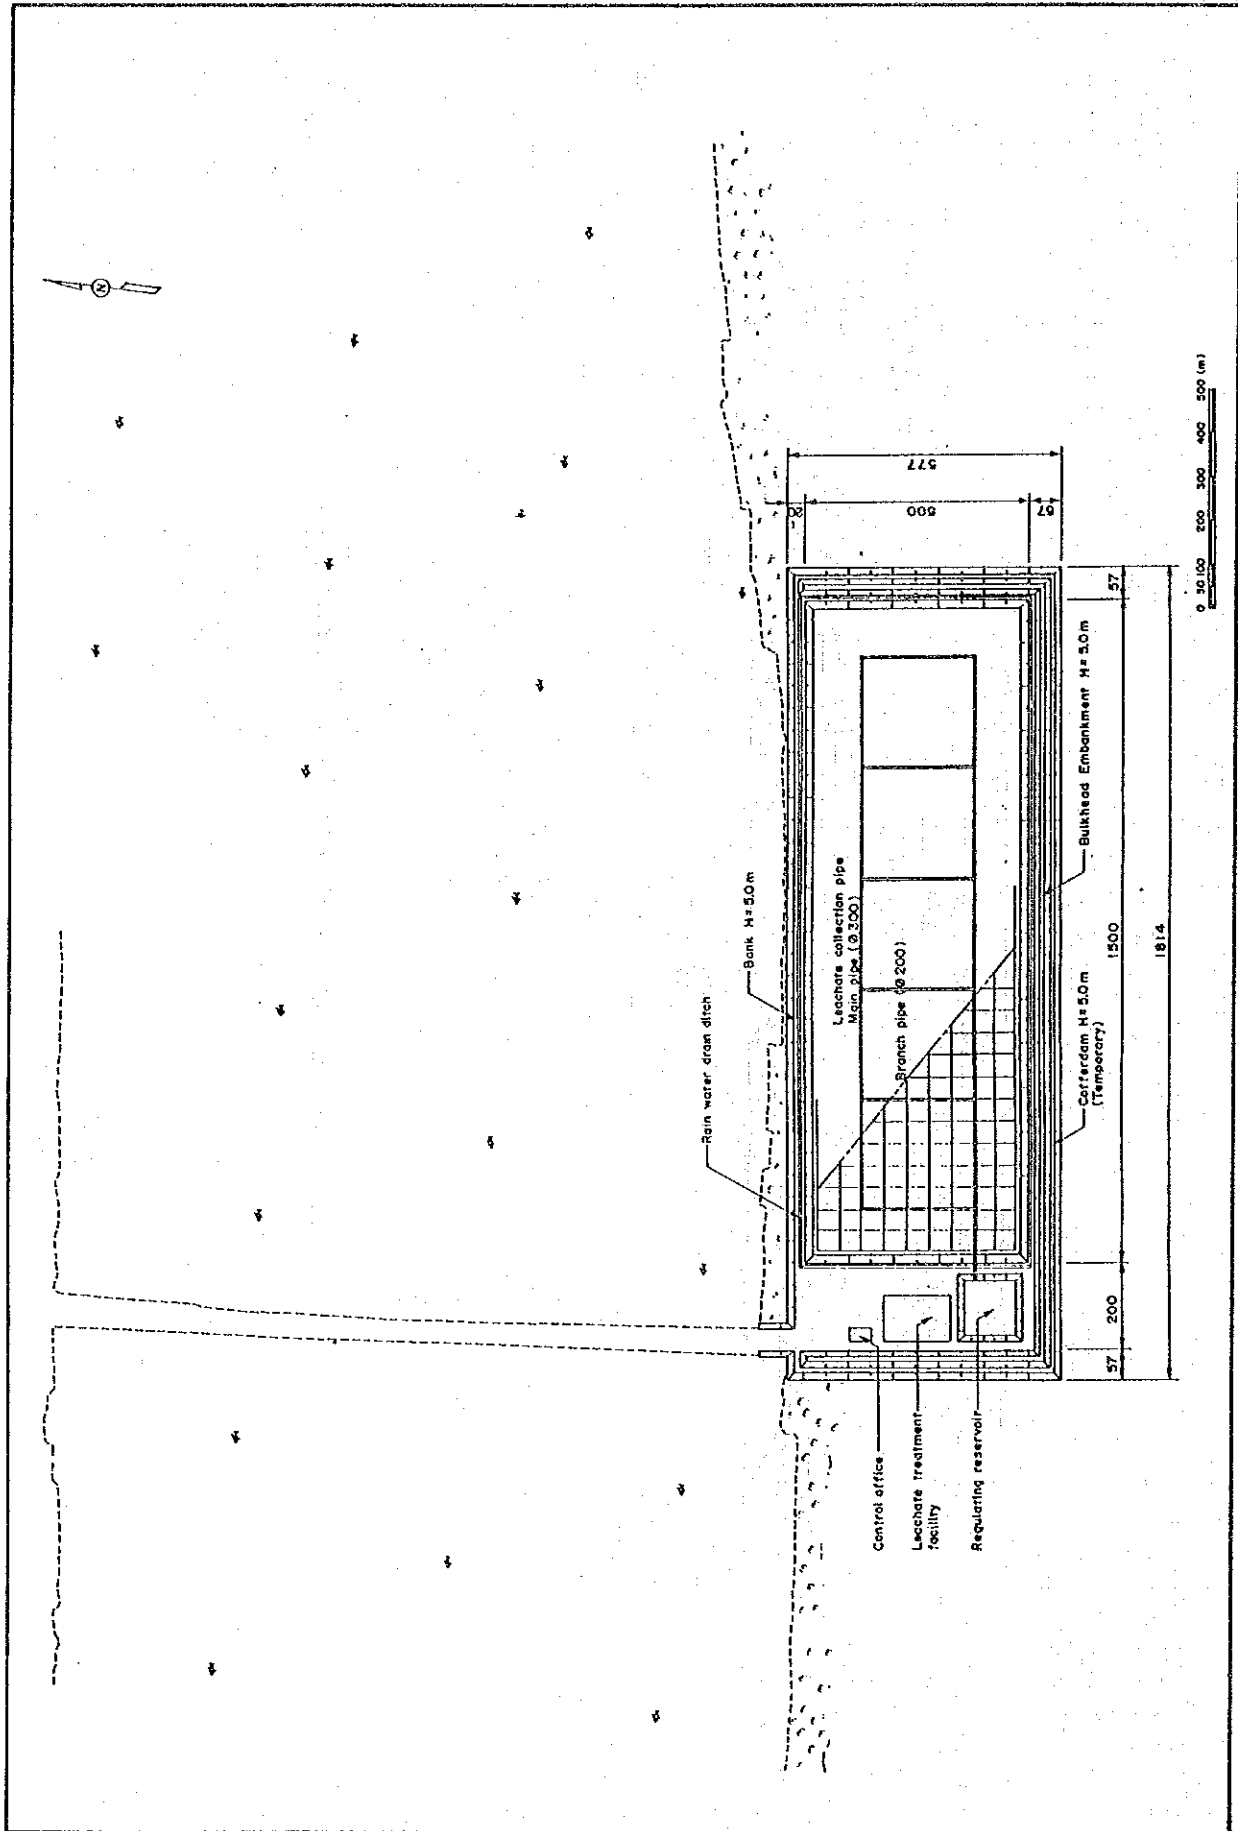 N
Rain water drain ditch
Bank H=5.0m
Leachate collection pipe
Main pipe (Ø300)
Branch pipe (Ø200)
Control office
Leachate treatment
facility
Regulating reservoir
Cofferdam H=5.0m
(Temporary)
Bulkhead Embankment H=5.0m
20
500
57
577
57
200
1500
57
1814
0 50 100 200 300 400 500 (m)